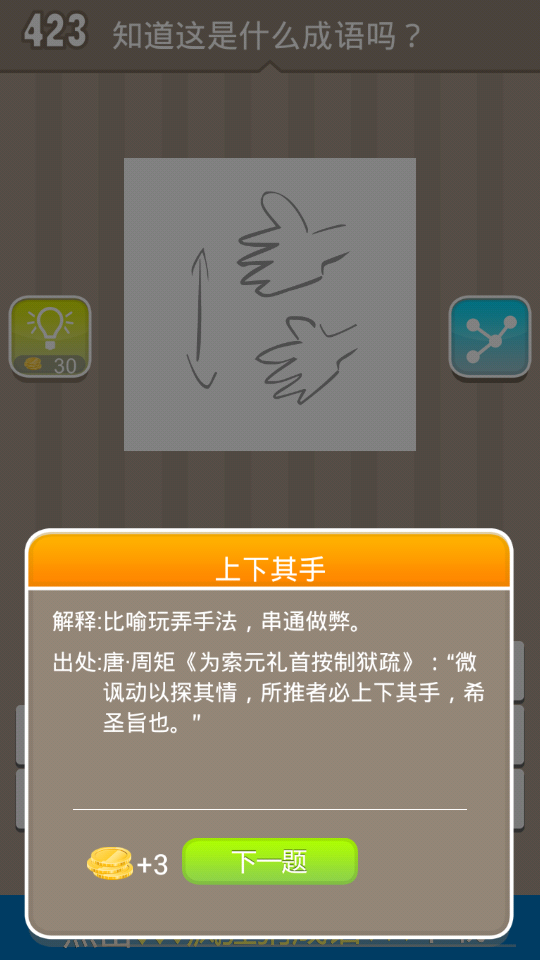 423
知道这是什么成语吗？
30
上下其手
解释:比喻玩弄手法，串通做弊。
出处:唐·周矩《为索元礼首按制狱疏》："微
讽动以探其情，所推者必上下其手，希
圣旨也。"
+3
下一题